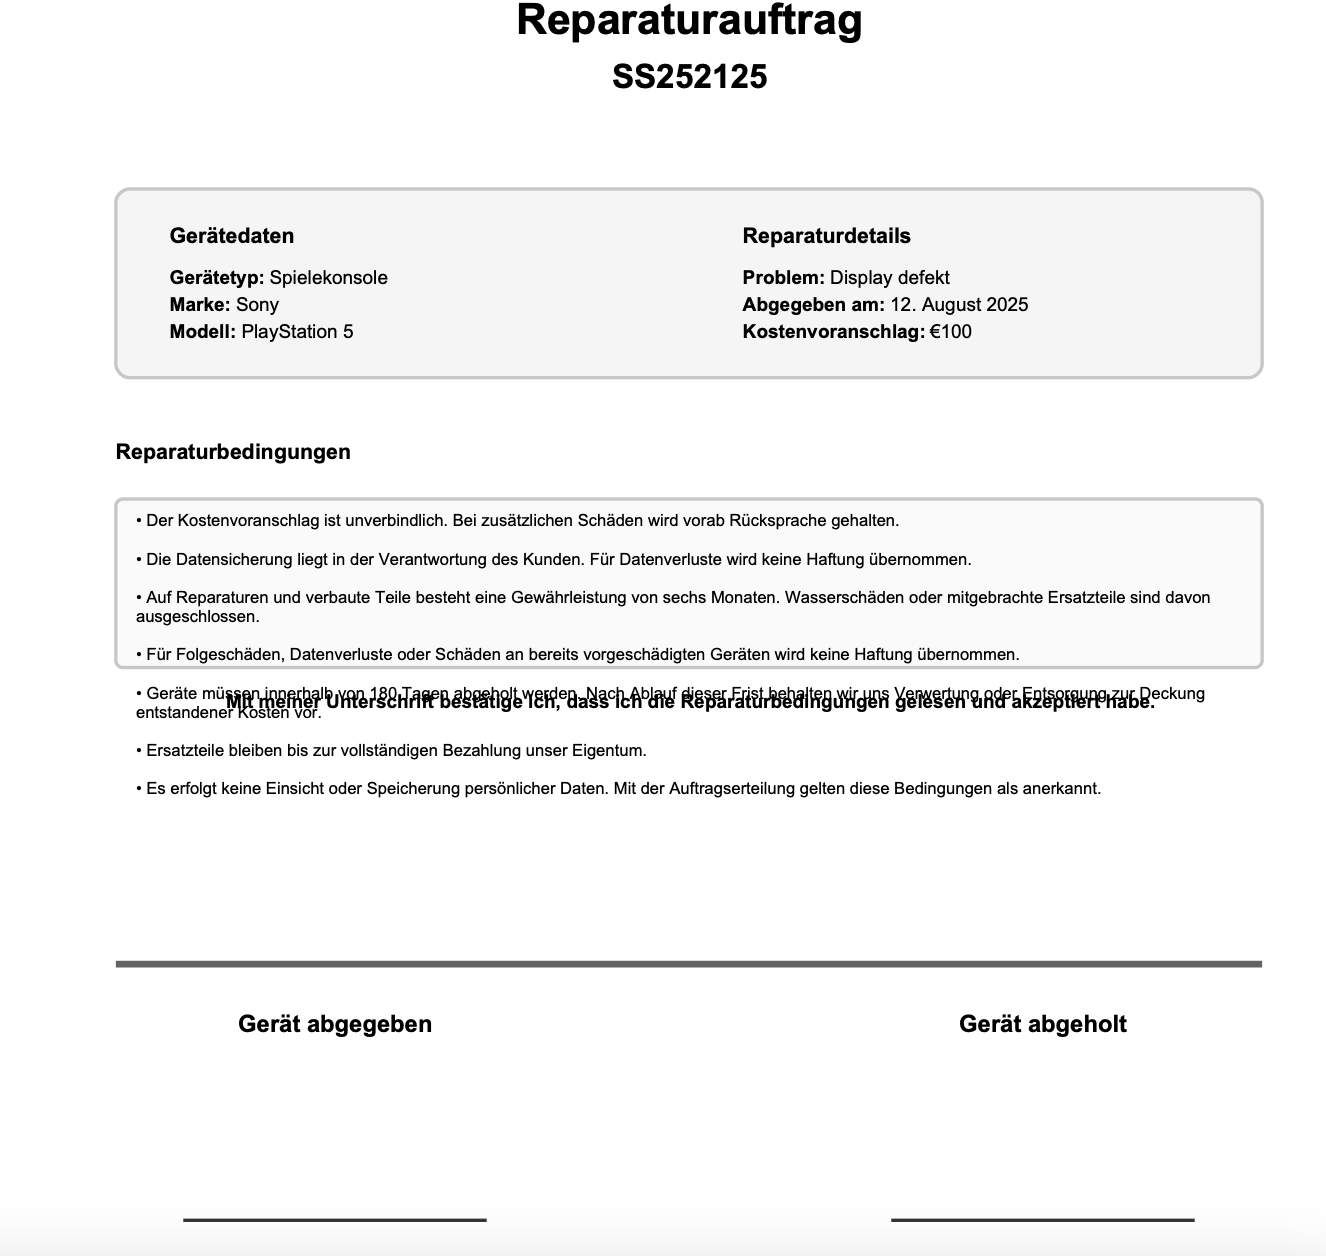 Reparaturauftrag
SS252125
Gerätedaten
Gerätetyp: Spielekonsole
Marke: Sony
Modell: PlayStation 5
Reparaturdetails
Problem: Display defekt
Abgegeben am: 12. August 2025
Kostenvoranschlag: €100
Reparaturbedingungen
• Der Kostenvoranschlag ist unverbindlich. Bei zusätzlichen Schäden wird vorab Rücksprache gehalten.
• Die Datensicherung liegt in der Verantwortung des Kunden. Für Datenverluste wird keine Haftung übernommen.
• Auf Reparaturen und verbaute Teile besteht eine Gewährleistung von sechs Monaten. Wasserschäden oder mitgebrachte Ersatzteile sind davon
ausgeschlossen.
• Für Folgeschäden, Datenverluste oder Schäden an bereits vorgeschädigten Geräten wird keine Haftung übernommen.
• Geräte müssen innerhalb von 180 Tagen abgeholt werden. Nach Ablauf dieser Frist behalten wir uns Verwertung oder Entsorgung zur Deckung
entstandener Kosten vor.
Mit meiner Unterschrift bestätige ich, dass ich die Reparaturbedingungen gelesen und akzeptiert habe.
• Ersatzteile bleiben bis zur vollständigen Bezahlung unser Eigentum.
• Es erfolgt keine Einsicht oder Speicherung persönlicher Daten. Mit der Auftragserteilung gelten diese Bedingungen als anerkannt.
Gerät abgegeben
Gerät abgeholt